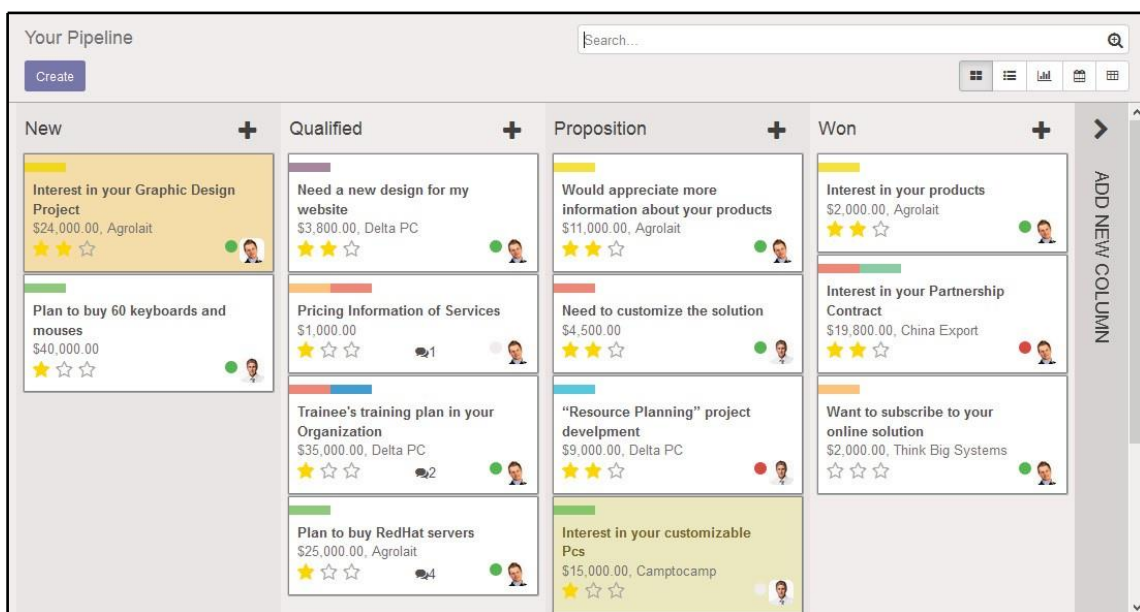 Your Pipeline
Search...
Create
New
Interest in your Graphic Design
Project
$24,000.00, Agrolait
Plan to buy 60 keyboards and
mouses
$40,000.00
Qualified
Need a new design for my
website
$3,800.00, Delta PC
Pricing Information of Services
$1,000.00
1
Trainee's training plan in your
Organization
$35,000.00, Delta PC
2
Plan to buy RedHat servers
$25,000.00, Agrolait
4
Proposition
Would appreciate more
information about your products
$11,000.00, Agrolait
Need to customize the solution
$4,500.00
“Resource Planning” project
develpment
$9,000.00, Delta PC
Interest in your customizable
Pcs
$15,000.00, Camptocamp
Won
Interest in your products
$2,000.00, Agrolait
Interest in your Partnership
Contract
$19,800.00, China Export
Want to subscribe to your
online solution
$2,000.00, Think Big Systems
ADD NEW COLUMN